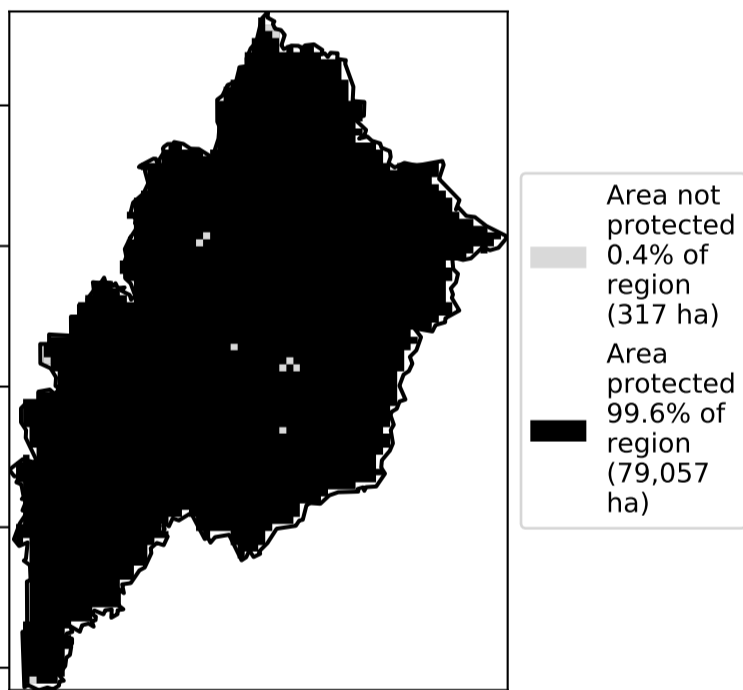 Area not
protected
0.4% of
region
(317 ha)
Area
protected
99.6% of
region
(79,057
ha)